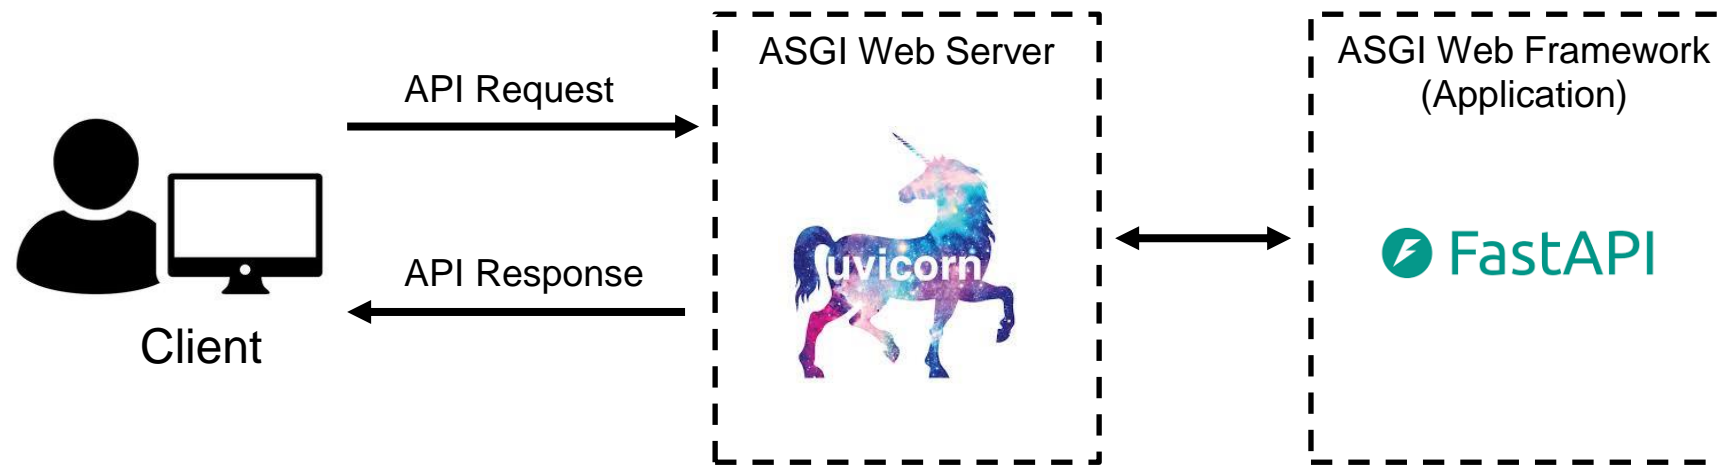 API Request
API Response
Client
ASGI Web Server
uvicorn
ASGI Web Framework
(Application)
FastAPI